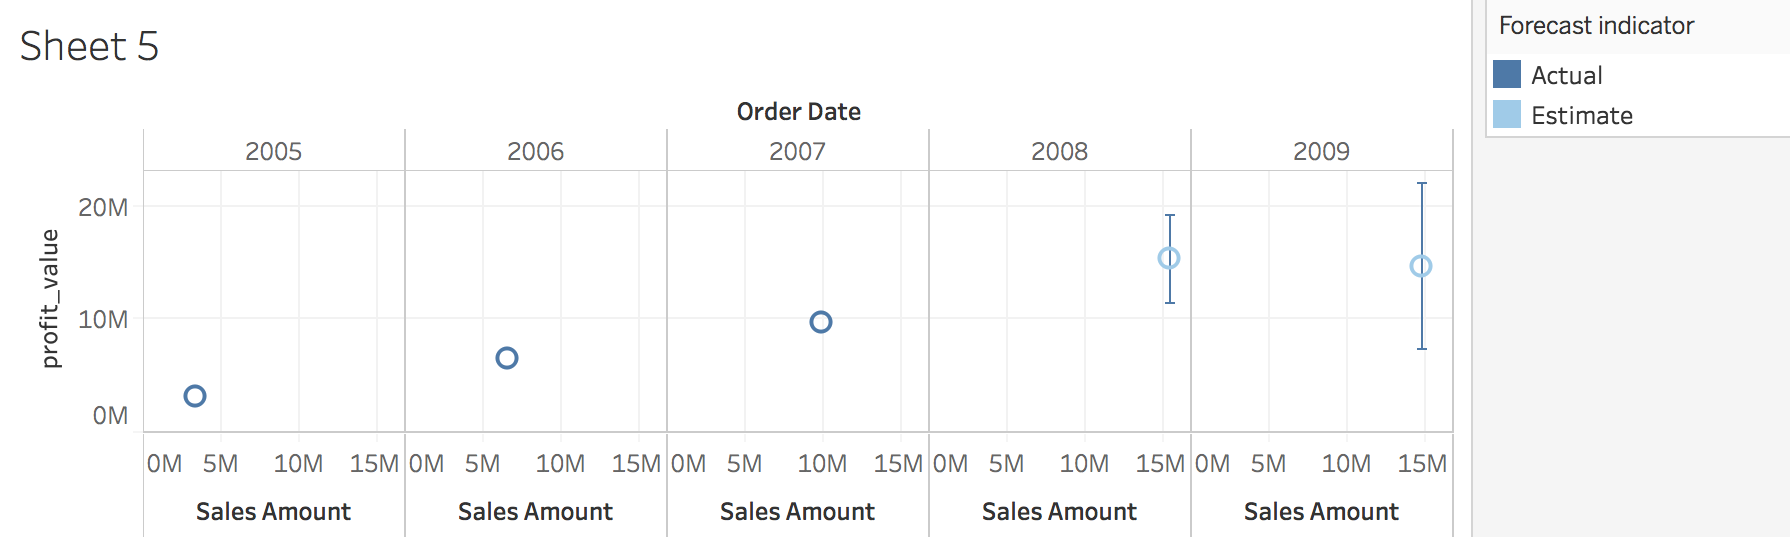 Sheet 5
Order Date
2005 2006 2007 2008 2009
profit_value
20M
10M
0M
0M 5M 10M 15M 0M 5M 10M 15M 0M 5M 10M 15M 0M 5M 10M 15M 0M 5M 10M 15M
Sales Amount Sales Amount Sales Amount Sales Amount Sales Amount
Forecast indicator
Actual
Estimate